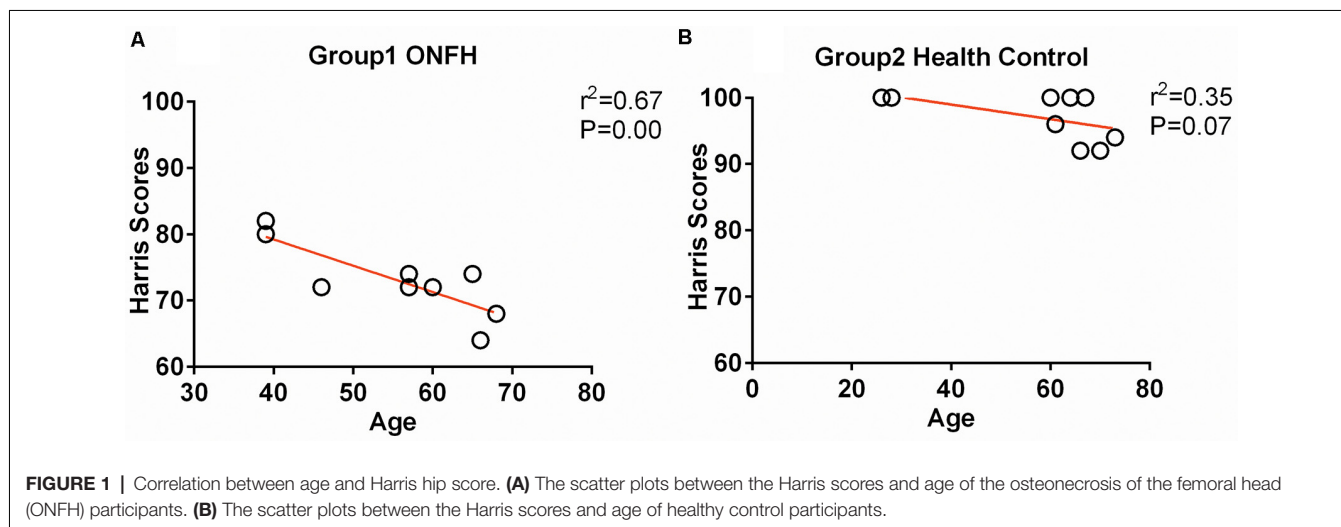 A
Group1 ONFH
r²=0.67
P=0.00
Harris Scores
100
90
80
70
60
30 40 50 60 70 80
Age
B
Group2 Health Control
r²=0.35
P=0.07
Harris Scores
100
90
80
70
60
0 20 40 60 80
Age
FIGURE 1 | Correlation between age and Harris hip score. (A) The scatter plots between the Harris scores and age of the osteonecrosis of the femoral head
(ONFH) participants. (B) The scatter plots between the Harris scores and age of healthy control participants.